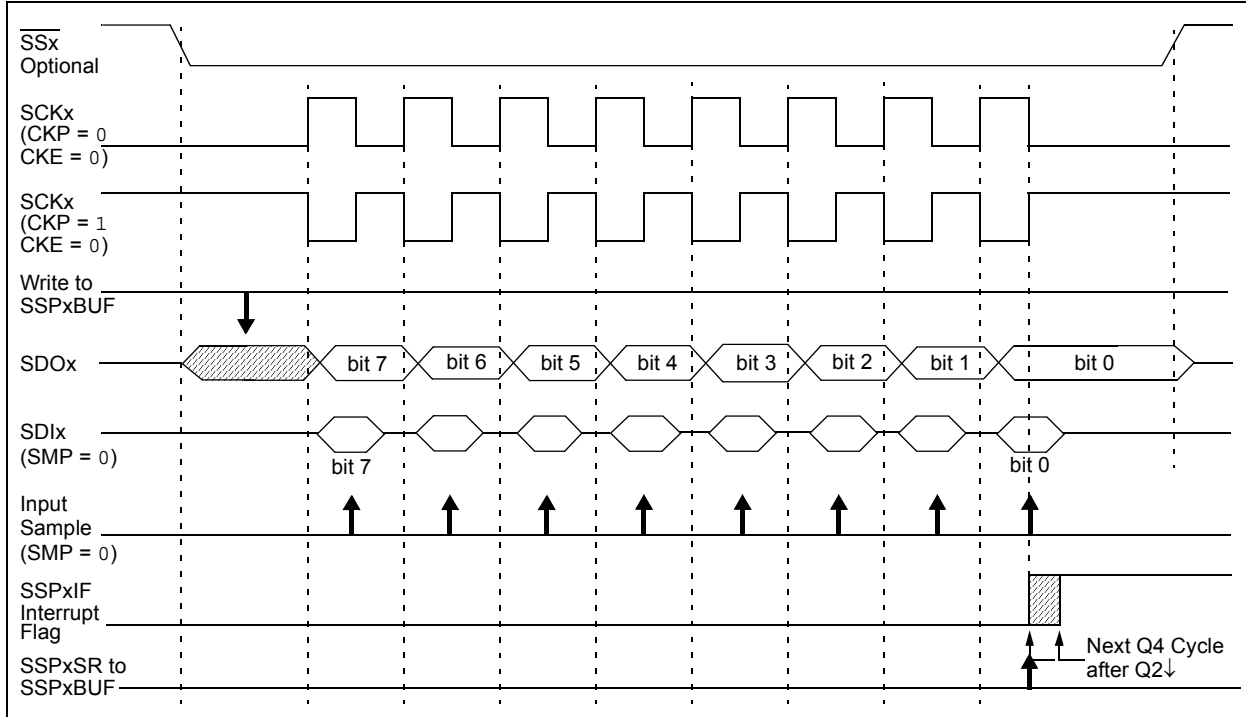 SSx
Optional
SCKx
(CKP = 0
CKE = 0)
SCKx
(CKP = 1
CKE = 0)
Write to
SSPxBUF
SDOx
bit 7
bit 6
bit 5
bit 4
bit 3
bit 2
bit 1
bit 0
SDIx
(SMP = 0)
bit 7
bit 0
Input
Sample
(SMP = 0)
SSPxIF
Interrupt
Flag
Next Q4 Cycle
after Q2↓
SSPxSR to
SSPxBUF